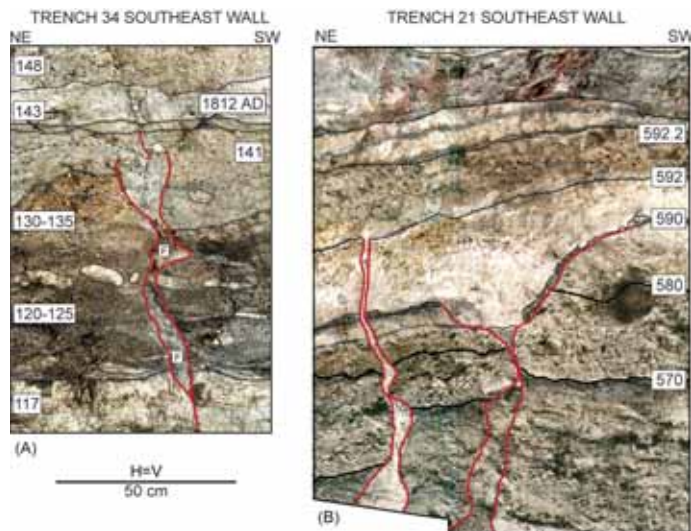 TRENCH 34 SOUTHEAST WALL
NE SW
148
143
1812 AD
141
130-135
F
120-125
F
117
(A)
H=V
50 cm
TRENCH 21 SOUTHEAST WALL
NE SW
592.2
592
590
580
570
(B)